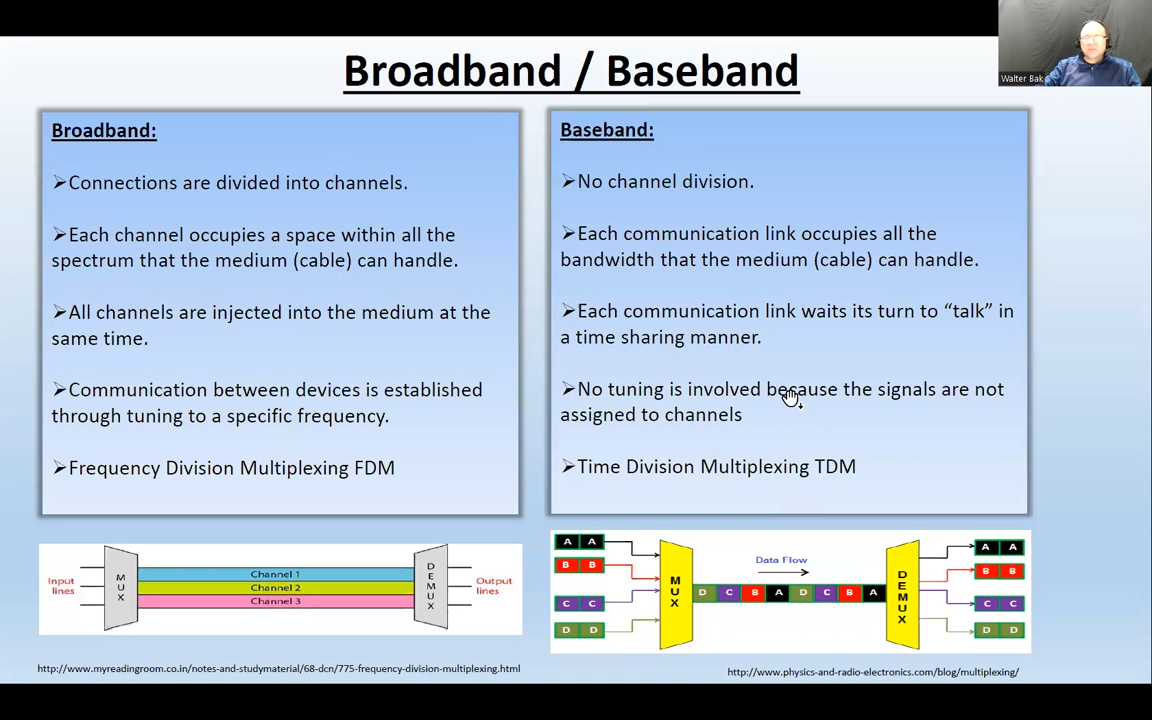 Broadband / Baseband
Walter Bak
Broadband:
➢Connections are divided into channels.
➢Each channel occupies a space within all the
spectrum that the medium (cable) can handle.
➢All channels are injected into the medium at the
same time.
➢Communication between devices is established
through tuning to a specific frequency.
➢Frequency Division Multiplexing FDM
Baseband:
➢No channel division.
➢Each communication link occupies all the
bandwidth that the medium (cable) can handle.
➢Each communication link waits its turn to “talk” in
a time sharing manner.
➢No tuning is involved because the signals are not
assigned to channels
➢Time Division Multiplexing TDM
Input
lines
MUX
Channel 1
Channel 2
Channel 3
DEMUX
Output
lines
A A
B B
C C
D D
MUX
Data Flow
D C B A D C B A
DEMUX
A A
B B
C C
D D
http://www.myreadingroom.co.in/notes-and-studymaterial/68-dcn/775-frequency-division-multiplexing.html
http://www.physics-and-radio-electronics.com/blog/multiplexing/